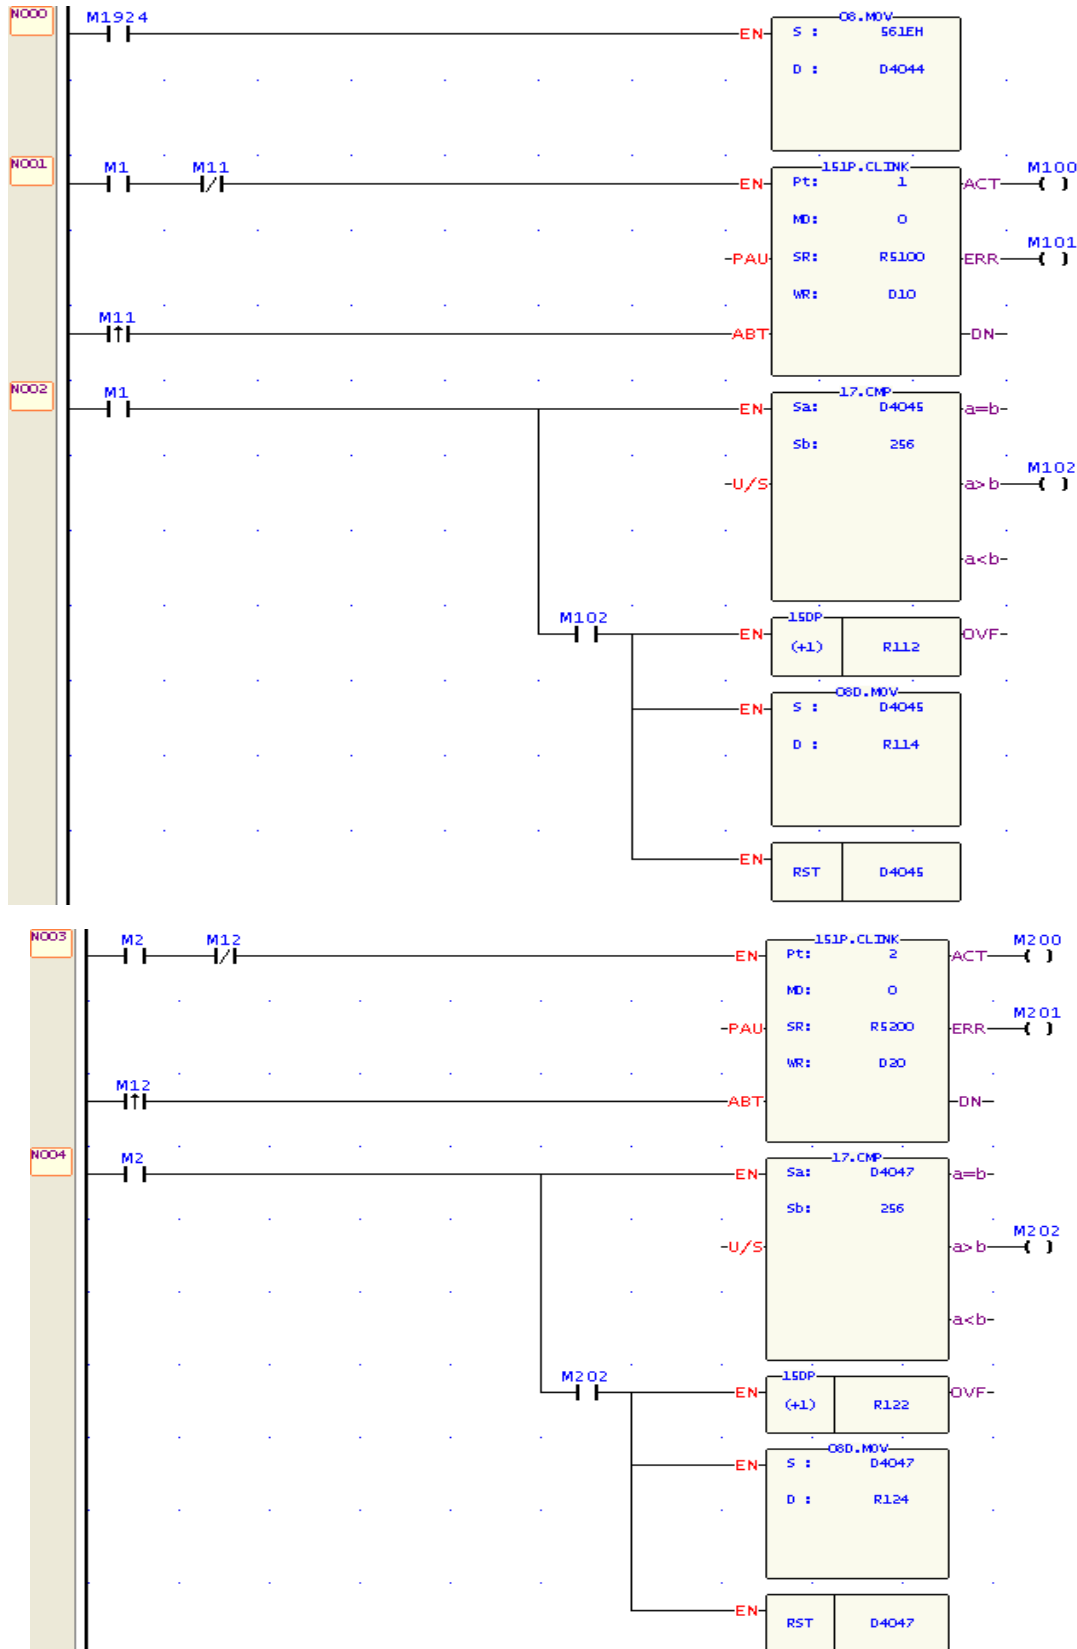 N000
M1924
08.MOV
EN
S : 561EH
D : D4044
N001
M1 M11
151P.CLINK
EN Pt: 1 ACT M100
MD: 0
PAU SR: R5100 ERR M101
WR: D10
M11
ABT DN
N002
M1
17.CMP
EN Sa: D4045 a=b
Sb: 256
U/S a>b M102
a<b
M102
15DP
EN (+1) R112 OVF
08D.MOV
EN S : D4045
D : R114
EN RST D4045
N003
M2 M12
151P.CLINK
EN Pt: 2 ACT M200
MD: 0
PAU SR: R5200 ERR M201
WR: D20
M12
ABT DN
N004
M2
17.CMP
EN Sa: D4047 a=b
Sb: 256
U/S a>b M202
a<b
M202
15DP
EN (+1) R122 OVF
08D.MOV
EN S : D4047
D : R124
EN RST D4047